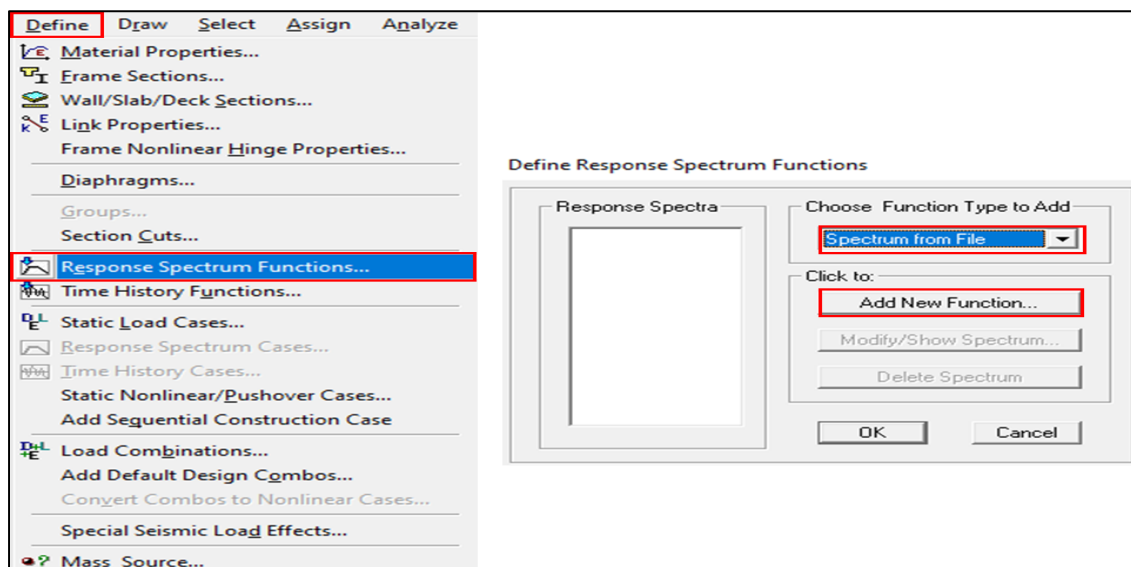 Define Draw Select Assign Analyze
Material Properties...
Frame Sections...
Wall/Slab/Deck Sections...
Link Properties...
Frame Nonlinear Hinge Properties...
Diaphragms...
Groups...
Section Cuts...
Response Spectrum Functions...
Time History Functions...
Static Load Cases...
Response Spectrum Cases...
Time History Cases...
Static Nonlinear/Pushover Cases...
Add Sequential Construction Case
Load Combinations...
Add Default Design Combos...
Convert Combos to Nonlinear Cases...
Special Seismic Load Effects...
Mass Source...
Define Response Spectrum Functions
Response Spectra
Choose Function Type to Add
Spectrum from File
Click to:
Add New Function...
Modify/Show Spectrum...
Delete Spectrum
OK Cancel